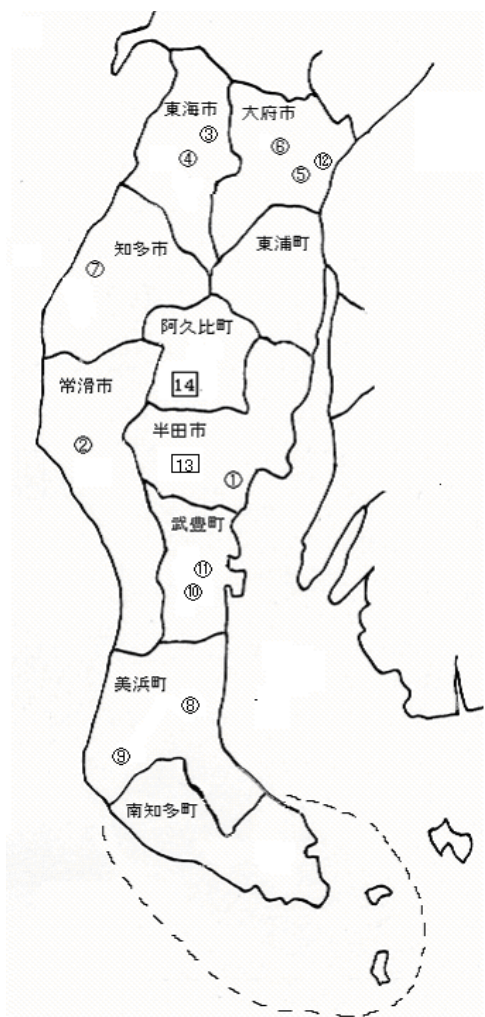 東海市
③
④
大府市
⑥
⑤
⑫
東浦町
知多市
⑦
阿久比町
14
常滑市
②
半田市
13
①
武豊町
⑪
⑩
美浜町
⑧
⑨
南知多町